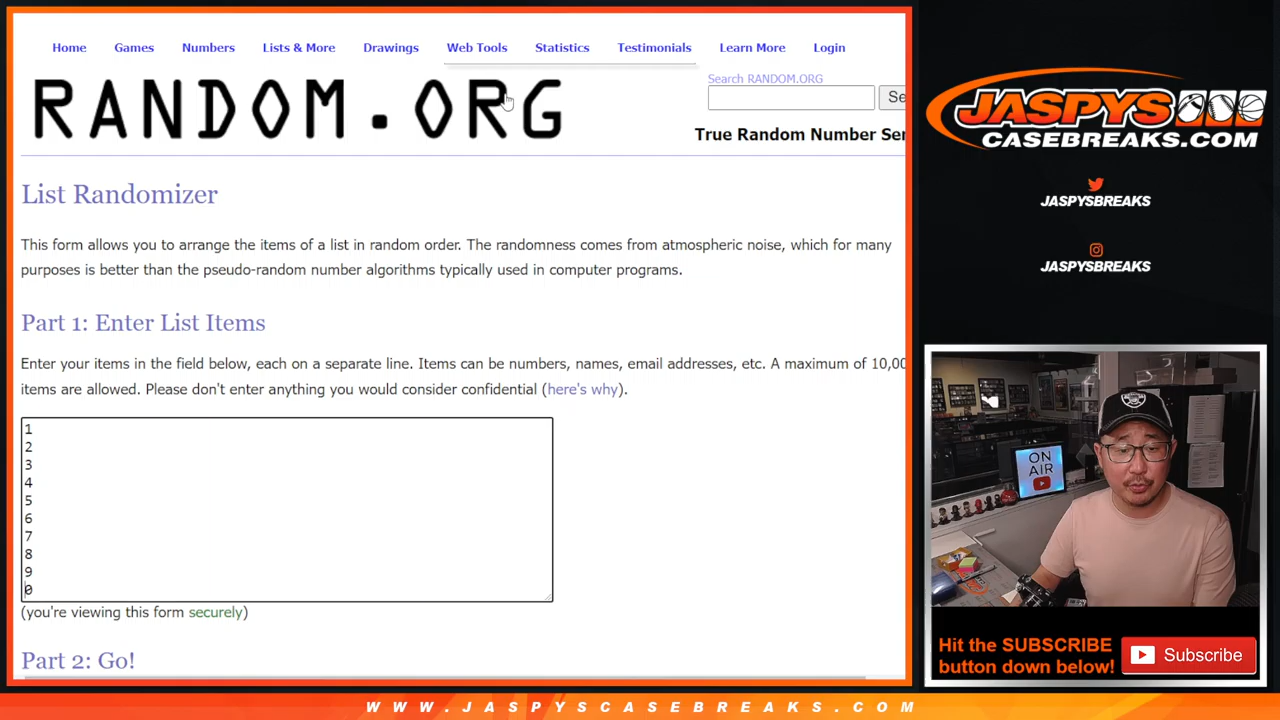 Home Games Numbers Lists & More Drawings Web Tools Statistics Testimonials Learn More Login
RANDOM.ORG
Search RANDOM.ORG
Se
True Random Number Ser
List Randomizer
This form allows you to arrange the items of a list in random order. The randomness comes from atmospheric noise, which for many
purposes is better than the pseudo-random number algorithms typically used in computer programs.
Part 1: Enter List Items
Enter your items in the field below, each on a separate line. Items can be numbers, names, email addresses, etc. A maximum of 10,00
items are allowed. Please don't enter anything you would consider confidential (here's why).
1
2
3
4
5
6
7
8
9
0
(you're viewing this form securely)
Part 2: Go!
JASPYS
CASEBREAKS.COM
JASPYSBREAKS
JASPYSBREAKS
ON
AIR
Hit the SUBSCRIBE
button down below!
Subscribe
WWW.JASPYSCASEBREAKS.COM